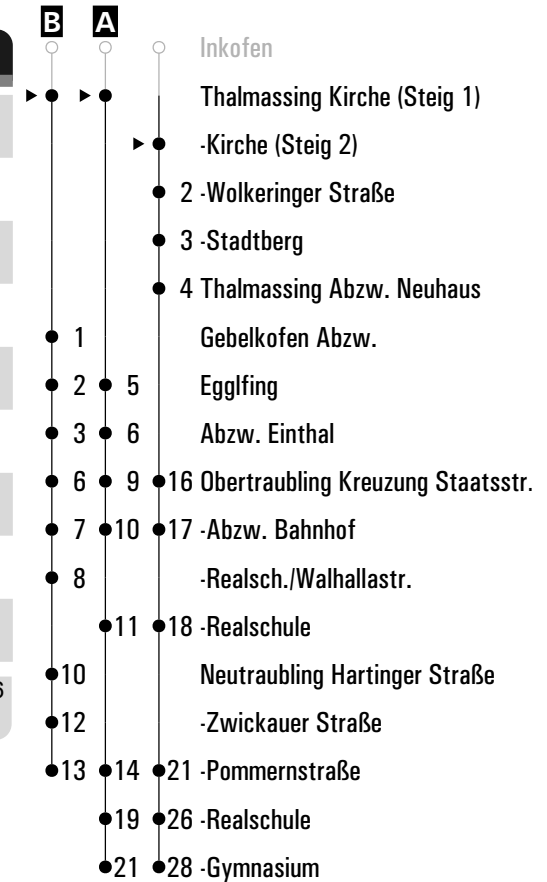 B A
Inkofen
Thalmassing Kirche (Steig 1)
-Kirche (Steig 2)
2 -Wolkeringer Straße
3 -Stadtberg
4 Thalmassing Abzw. Neuhaus
1 Gebelkofen Abzw.
2 5 Egglfing
3 6 Abzw. Einthal
6 9 16 Obertraubling Kreuzung Staatsstr.
7 10 17 -Abzw. Bahnhof
8 -Realsch./Walhallastr.
11 18 -Realschule
10 Neutraubling Hartinger Straße
12 -Zwickauer Straße
13 14 21 -Pommernstraße
19 26 -Realschule
21 28 -Gymnasium